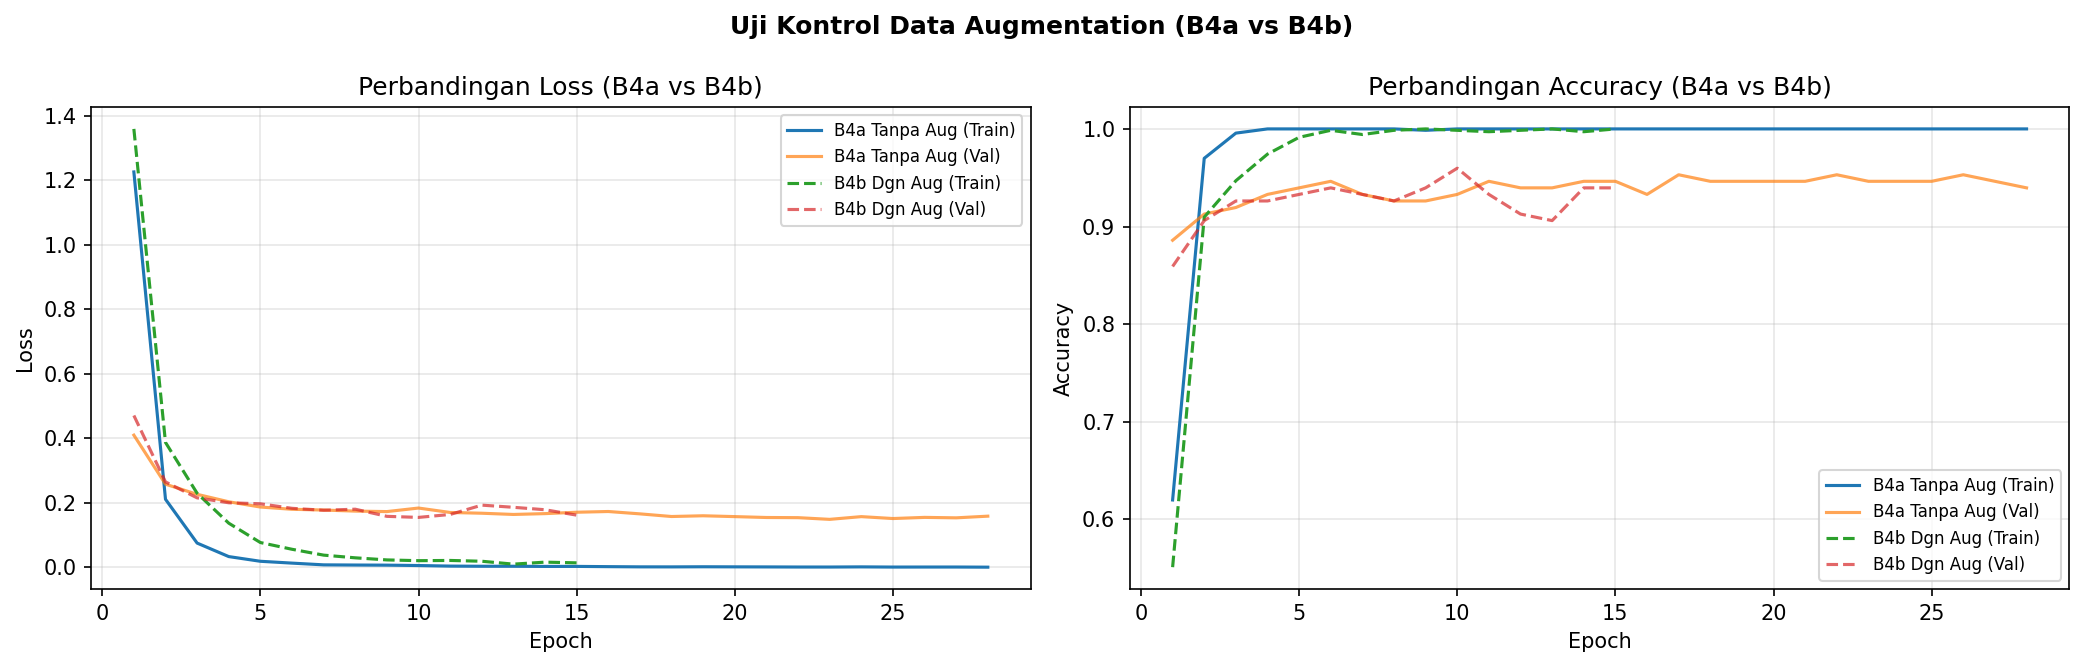 Uji Kontrol Data Augmentation (B4a vs B4b)
Perbandingan Loss (B4a vs B4b)
1.4
1.2
1.0
0.8
0.6
0.4
0.2
0.0
Loss
0
5
10
15
20
25
Epoch
B4a Tanpa Aug (Train)
B4a Tanpa Aug (Val)
B4b Dgn Aug (Train)
B4b Dgn Aug (Val)
Perbandingan Accuracy (B4a vs B4b)
1.0
0.9
0.8
0.7
0.6
Accuracy
0
5
10
15
20
25
Epoch
B4a Tanpa Aug (Train)
B4a Tanpa Aug (Val)
B4b Dgn Aug (Train)
B4b Dgn Aug (Val)